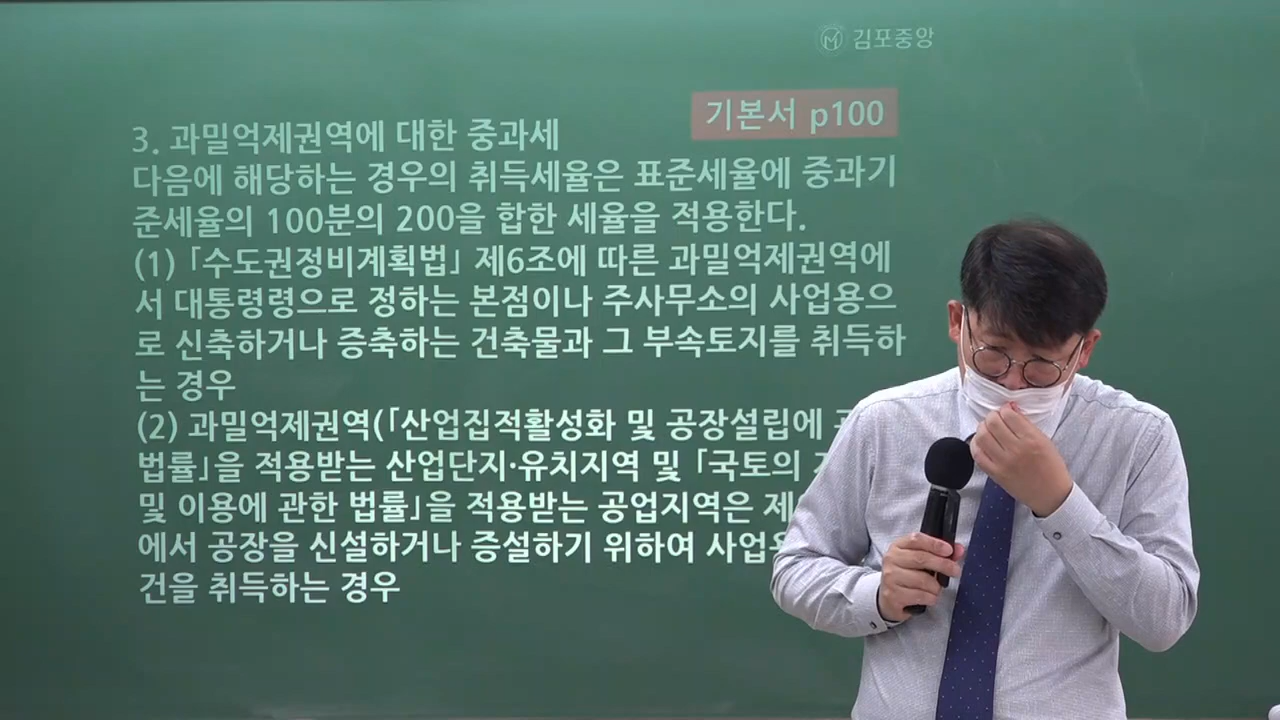 김포중앙
기본서 p100
3. 과밀억제권역에 대한 중과세
다음에 해당하는 경우의 취득세율은 표준세율에 중과기
준세율의 100분의 200을 합한 세율을 적용한다.
(1) 「수도권정비계획법」 제6조에 따른 과밀억제권역에
서 대통령령으로 정하는 본점이나 주사무소의 사업용으
로 신축하거나 증축하는 건축물과 그 부속토지를 취득하
는 경우
(2) 과밀억제권역(「산업집적활성화 및 공장설립에
법률」을 적용받는 산업단지·유치지역 및 「국토의
및 이용에 관한 법률」을 적용받는 공업지역은 제
에서 공장을 신설하거나 증설하기 위하여
건을 취득하는 경우